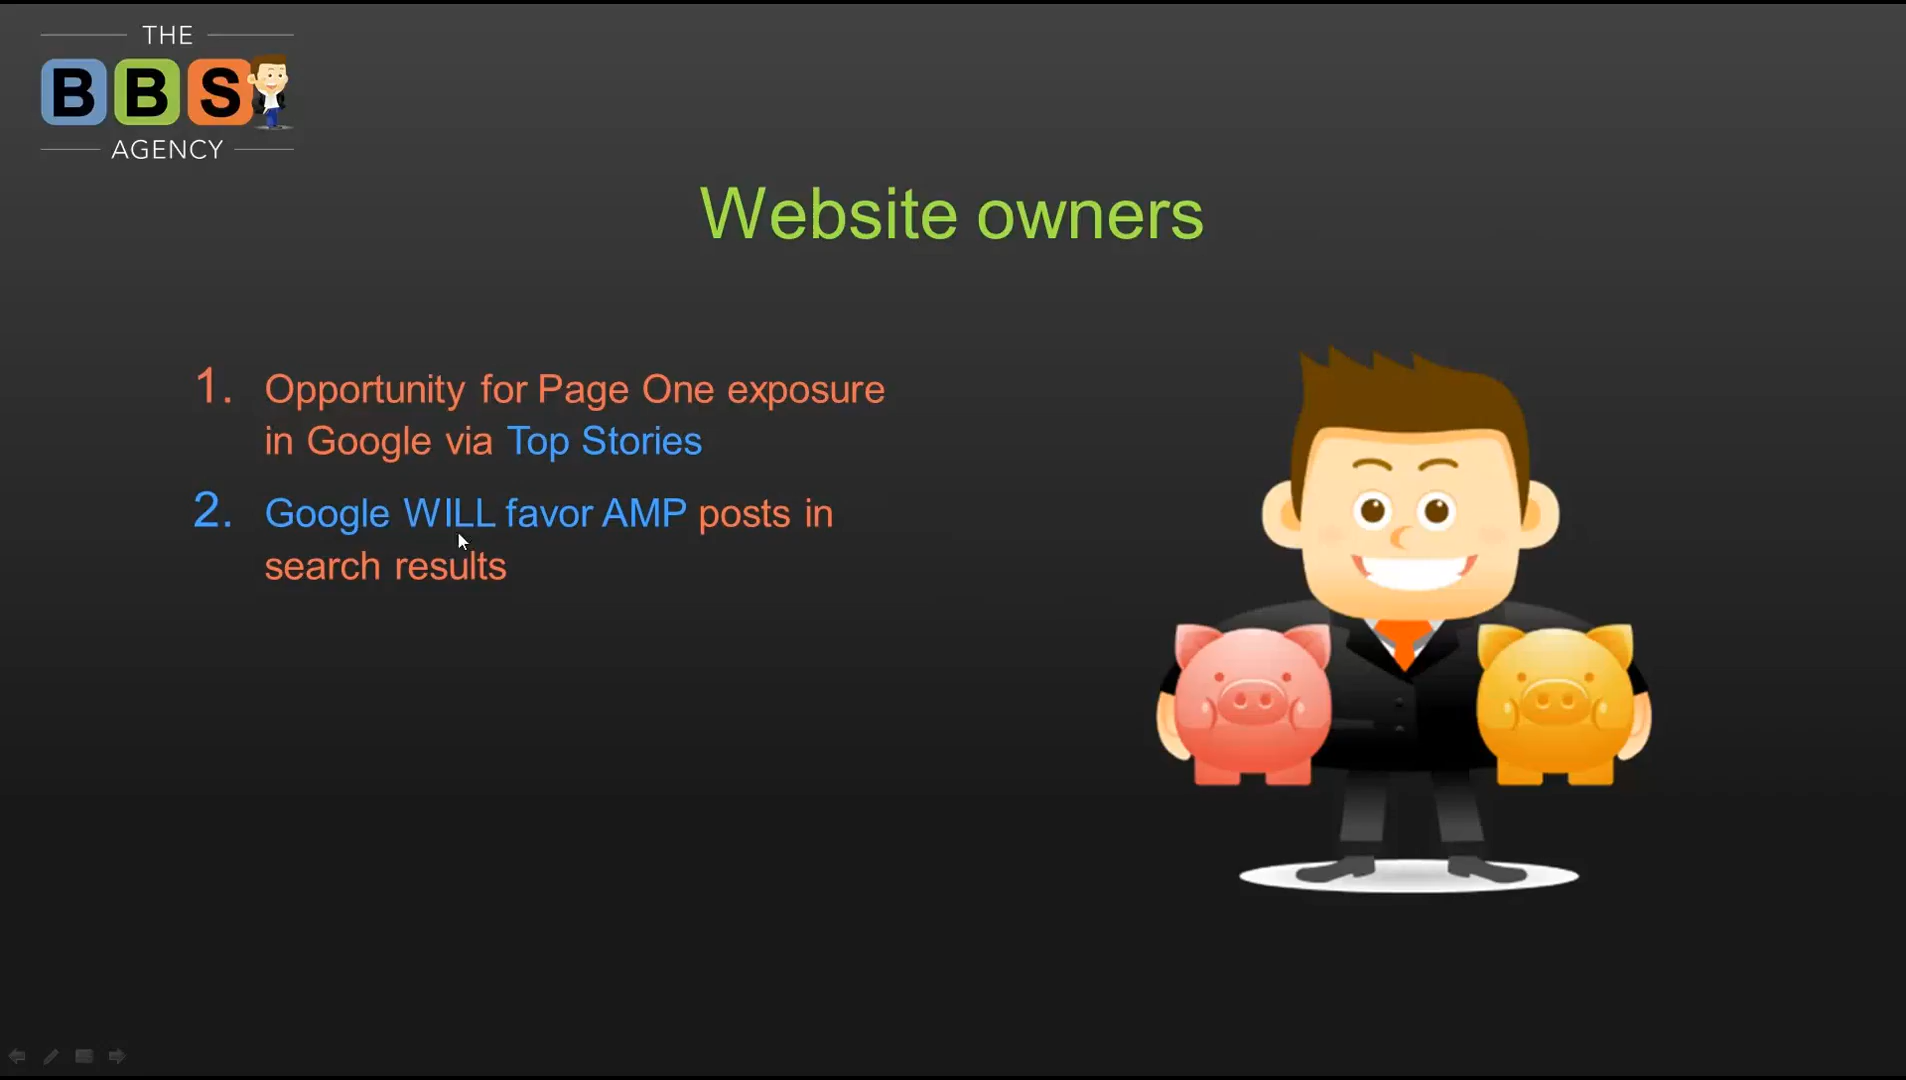 THE
BBS
AGENCY
Website owners
1. Opportunity for Page One exposure
in Google via Top Stories
2. Google WILL favor AMP posts in
search results